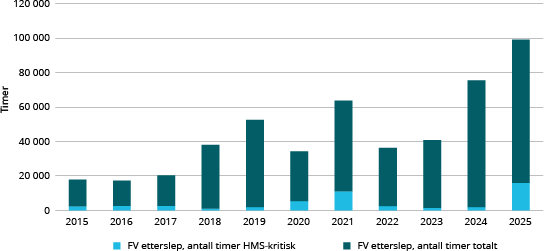 120 000
100 000
80 000
60 000
40 000
20 000
0
Timer
2015 2016 2017 2018 2019 2020 2021 2022 2023 2024 2025
FV etterslep, antall timer HMS-kritisk FV etterslep, antall timer totalt